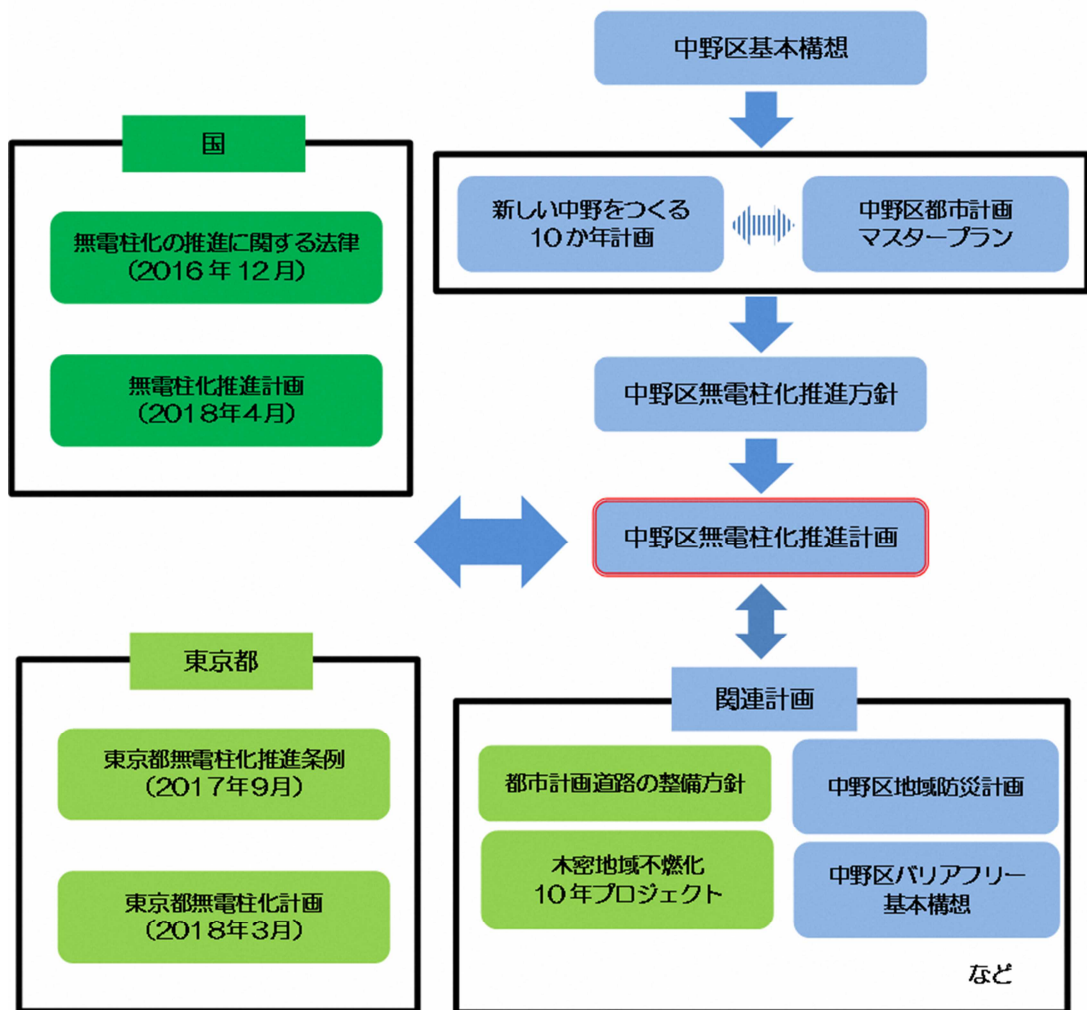 中野区基本構想
国
無電柱化の推進に関する法律
(2016年12月)
無電柱化推進計画
(2018年4月)
新しい中野をつくる
10か年計画
中野区都市計画
マスタープラン
中野区無電柱化推進方針
中野区無電柱化推進計画
東京都
東京都無電柱化推進条例
(2017年9月)
東京都無電柱化計画
(2018年3月)
関連計画
都市計画道路の整備方針
木密地域不燃化
10年プロジェクト
中野区地域防災計画
中野区バリアフリー
基本構想
など